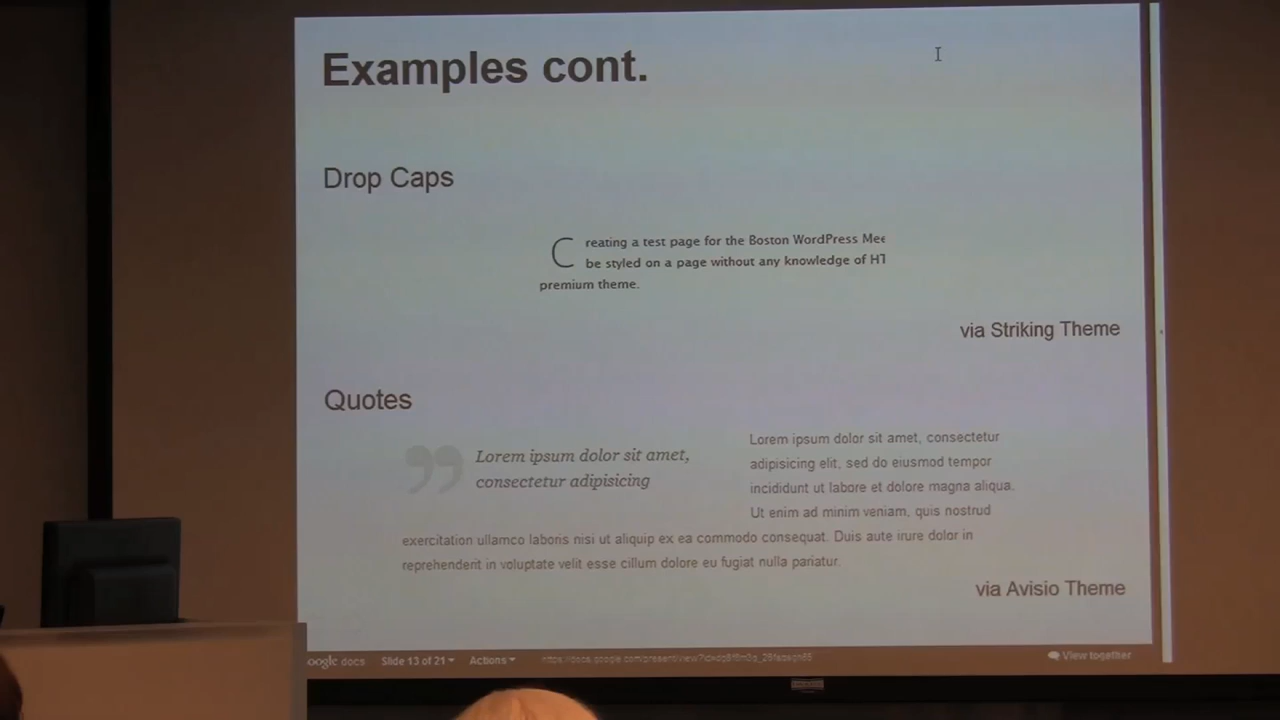 Examples cont.
Drop Caps
Creating a test page for the Boston WordPress Mee
be styled on a page without any knowledge of HT
premium theme.
via Striking Theme
Quotes
Lorem ipsum dolor sit amet,
consectetur adipisicing
Lorem ipsum dolor sit amet, consectetur
adipisicing elit, sed do eiusmod tempor
incididunt ut labore et dolore magna aliqua.
Ut enim ad minim veniam, quis nostrud
exercitation ullamco laboris nisi ut aliquip ex ea commodo consequat. Duis aute irure dolor in
reprehenderit in voluptate velit esse cillum dolore eu fugiat nulla pariatur.
via Avisio Theme
oogle docs Slide 13 of 21 Actions View together